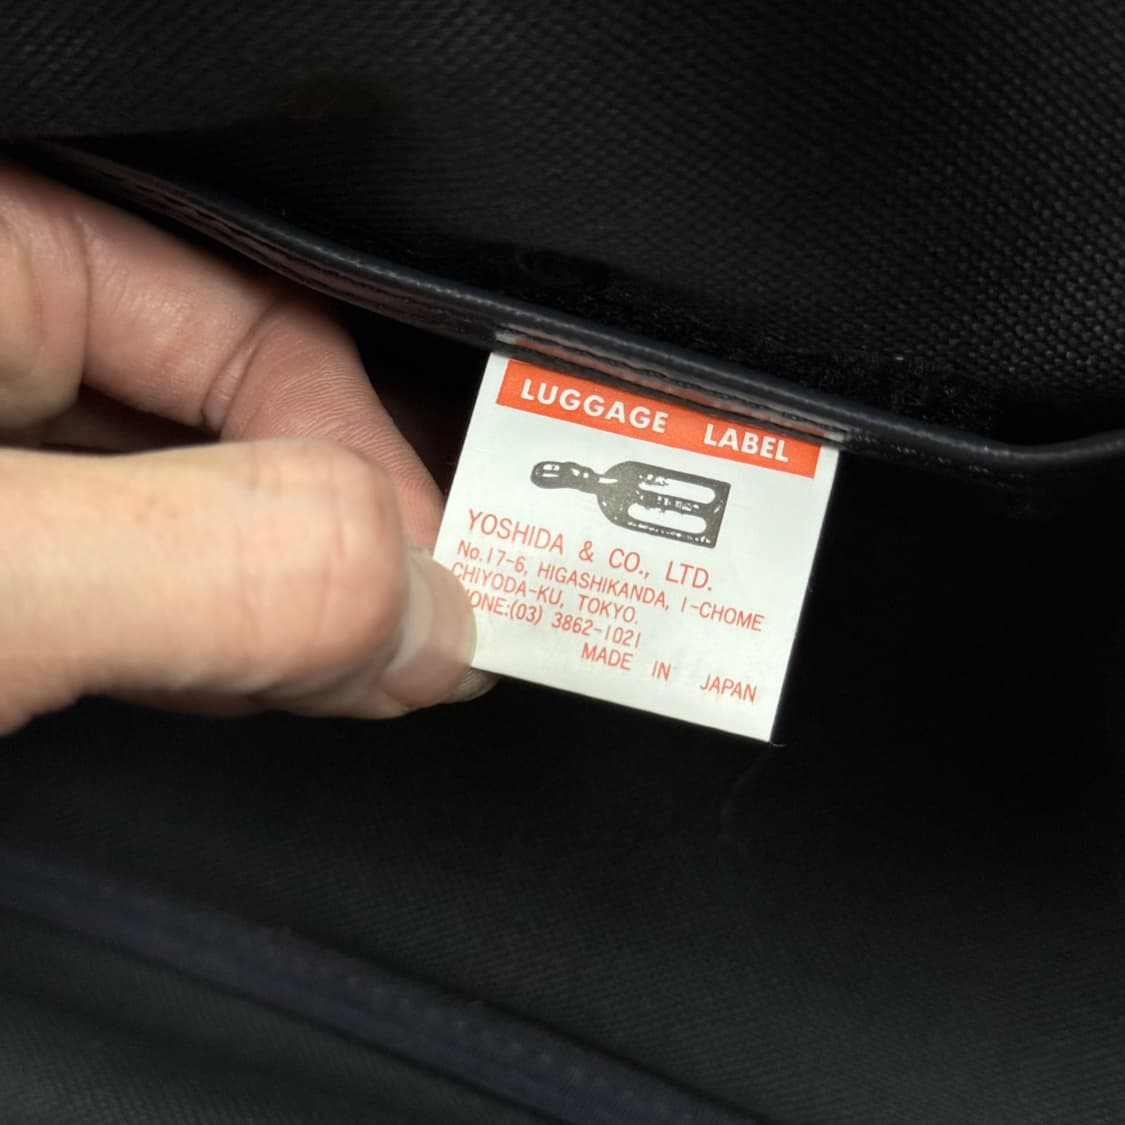 LUGGAGE LABEL
YOSHIDA & CO., LTD.
No.17-6, HIGASHIKANDA, 1-CHOME
CHIYODA-KU, TOKYO.
(03) 3862-1021
MADE IN JAPAN